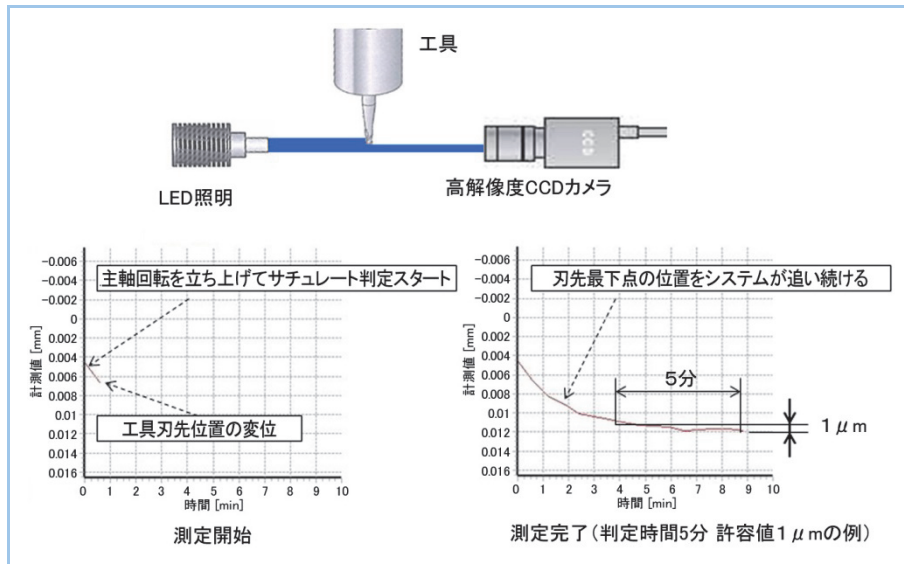 工具
CCD
LED照明
高解像度CCDカメラ
-0.006
-0.004
-0.002
0
0.002
0.004
0.006
0.008
0.01
0.012
0.014
0.016
計測値 [mm]
主軸回転を立ち上げてサチュレート判定スタート
工具刃先位置の変位
0 1 2 3 4 5 6 7 8 9 10
時間 [min]
測定開始
-0.006
-0.004
-0.002
0
0.002
0.004
0.006
0.008
0.01
0.012
0.014
0.016
計測値 [mm]
刃先最下点の位置をシステムが追い続ける
5分
1μm
0 1 2 3 4 5 6 7 8 9 10
時間 [min]
測定完了(判定時間5分 許容値1μmの例)